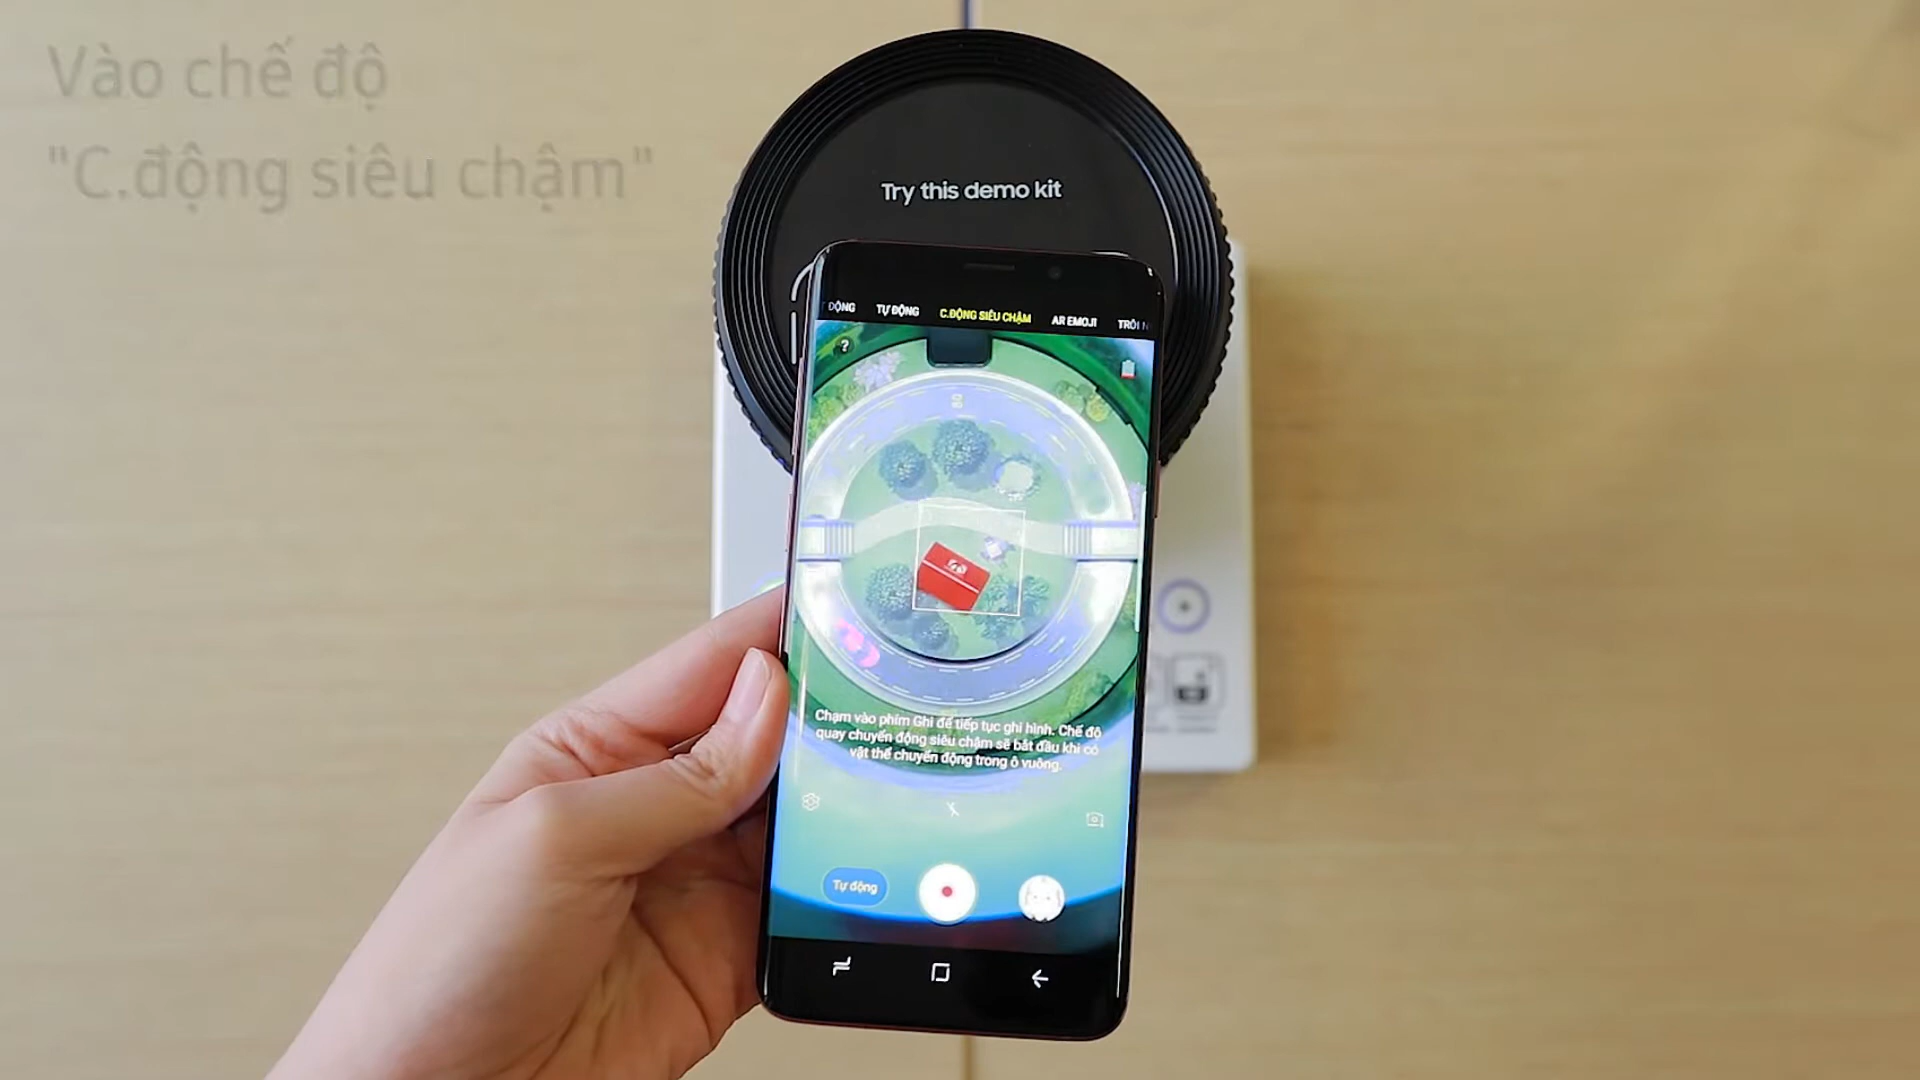 Vào chế độ
"C.động siêu chậm"
Try this demo kit
ĐỘNG
TỰ ĐỘNG
C.ĐỘNG SIÊU CHẬM
AR EMOJI
TRÔI
?
Chạm vào phím Ghi để tiếp tục ghi hình. Chế độ
quay chuyển động siêu chậm sẽ bắt đầu khi có
vật thể chuyển động trong ô vuông.
Tự động